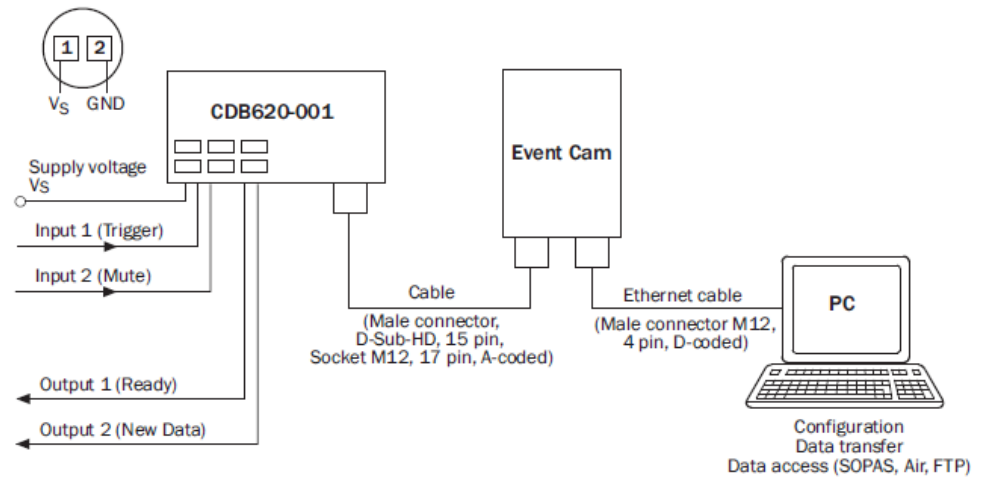 1 2
VS GND
CDB620-001
Event Cam
Supply voltage
VS
Input 1 (Trigger)
Input 2 (Mute)
Output 1 (Ready)
Output 2 (New Data)
Cable
(Male connector,
D-Sub-HD, 15 pin,
Socket M12, 17 pin, A-coded)
Ethernet cable
(Male connector M12,
4 pin, D-coded)
PC
Configuration
Data transfer
Data access (SOPAS, Air, FTP)